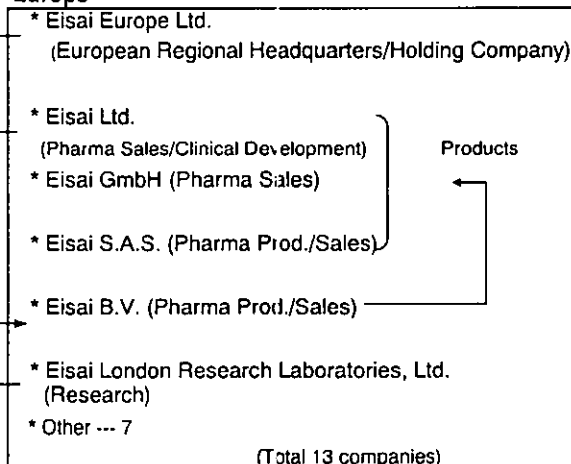 Europe
* Eisai Europe Ltd.
(European Regional Headquarters/Holding Company)
* Eisai Ltd.
(Pharma Sales/Clinical Development) Products
* Eisai GmbH (Pharma Sales)
* Eisai S.A.S. (Pharma Prod./Sales)
* Eisai B.V. (Pharma Prod./Sales)
* Eisai London Research Laboratories, Ltd.
(Research)
* Other --- 7
(Total 13 companies)